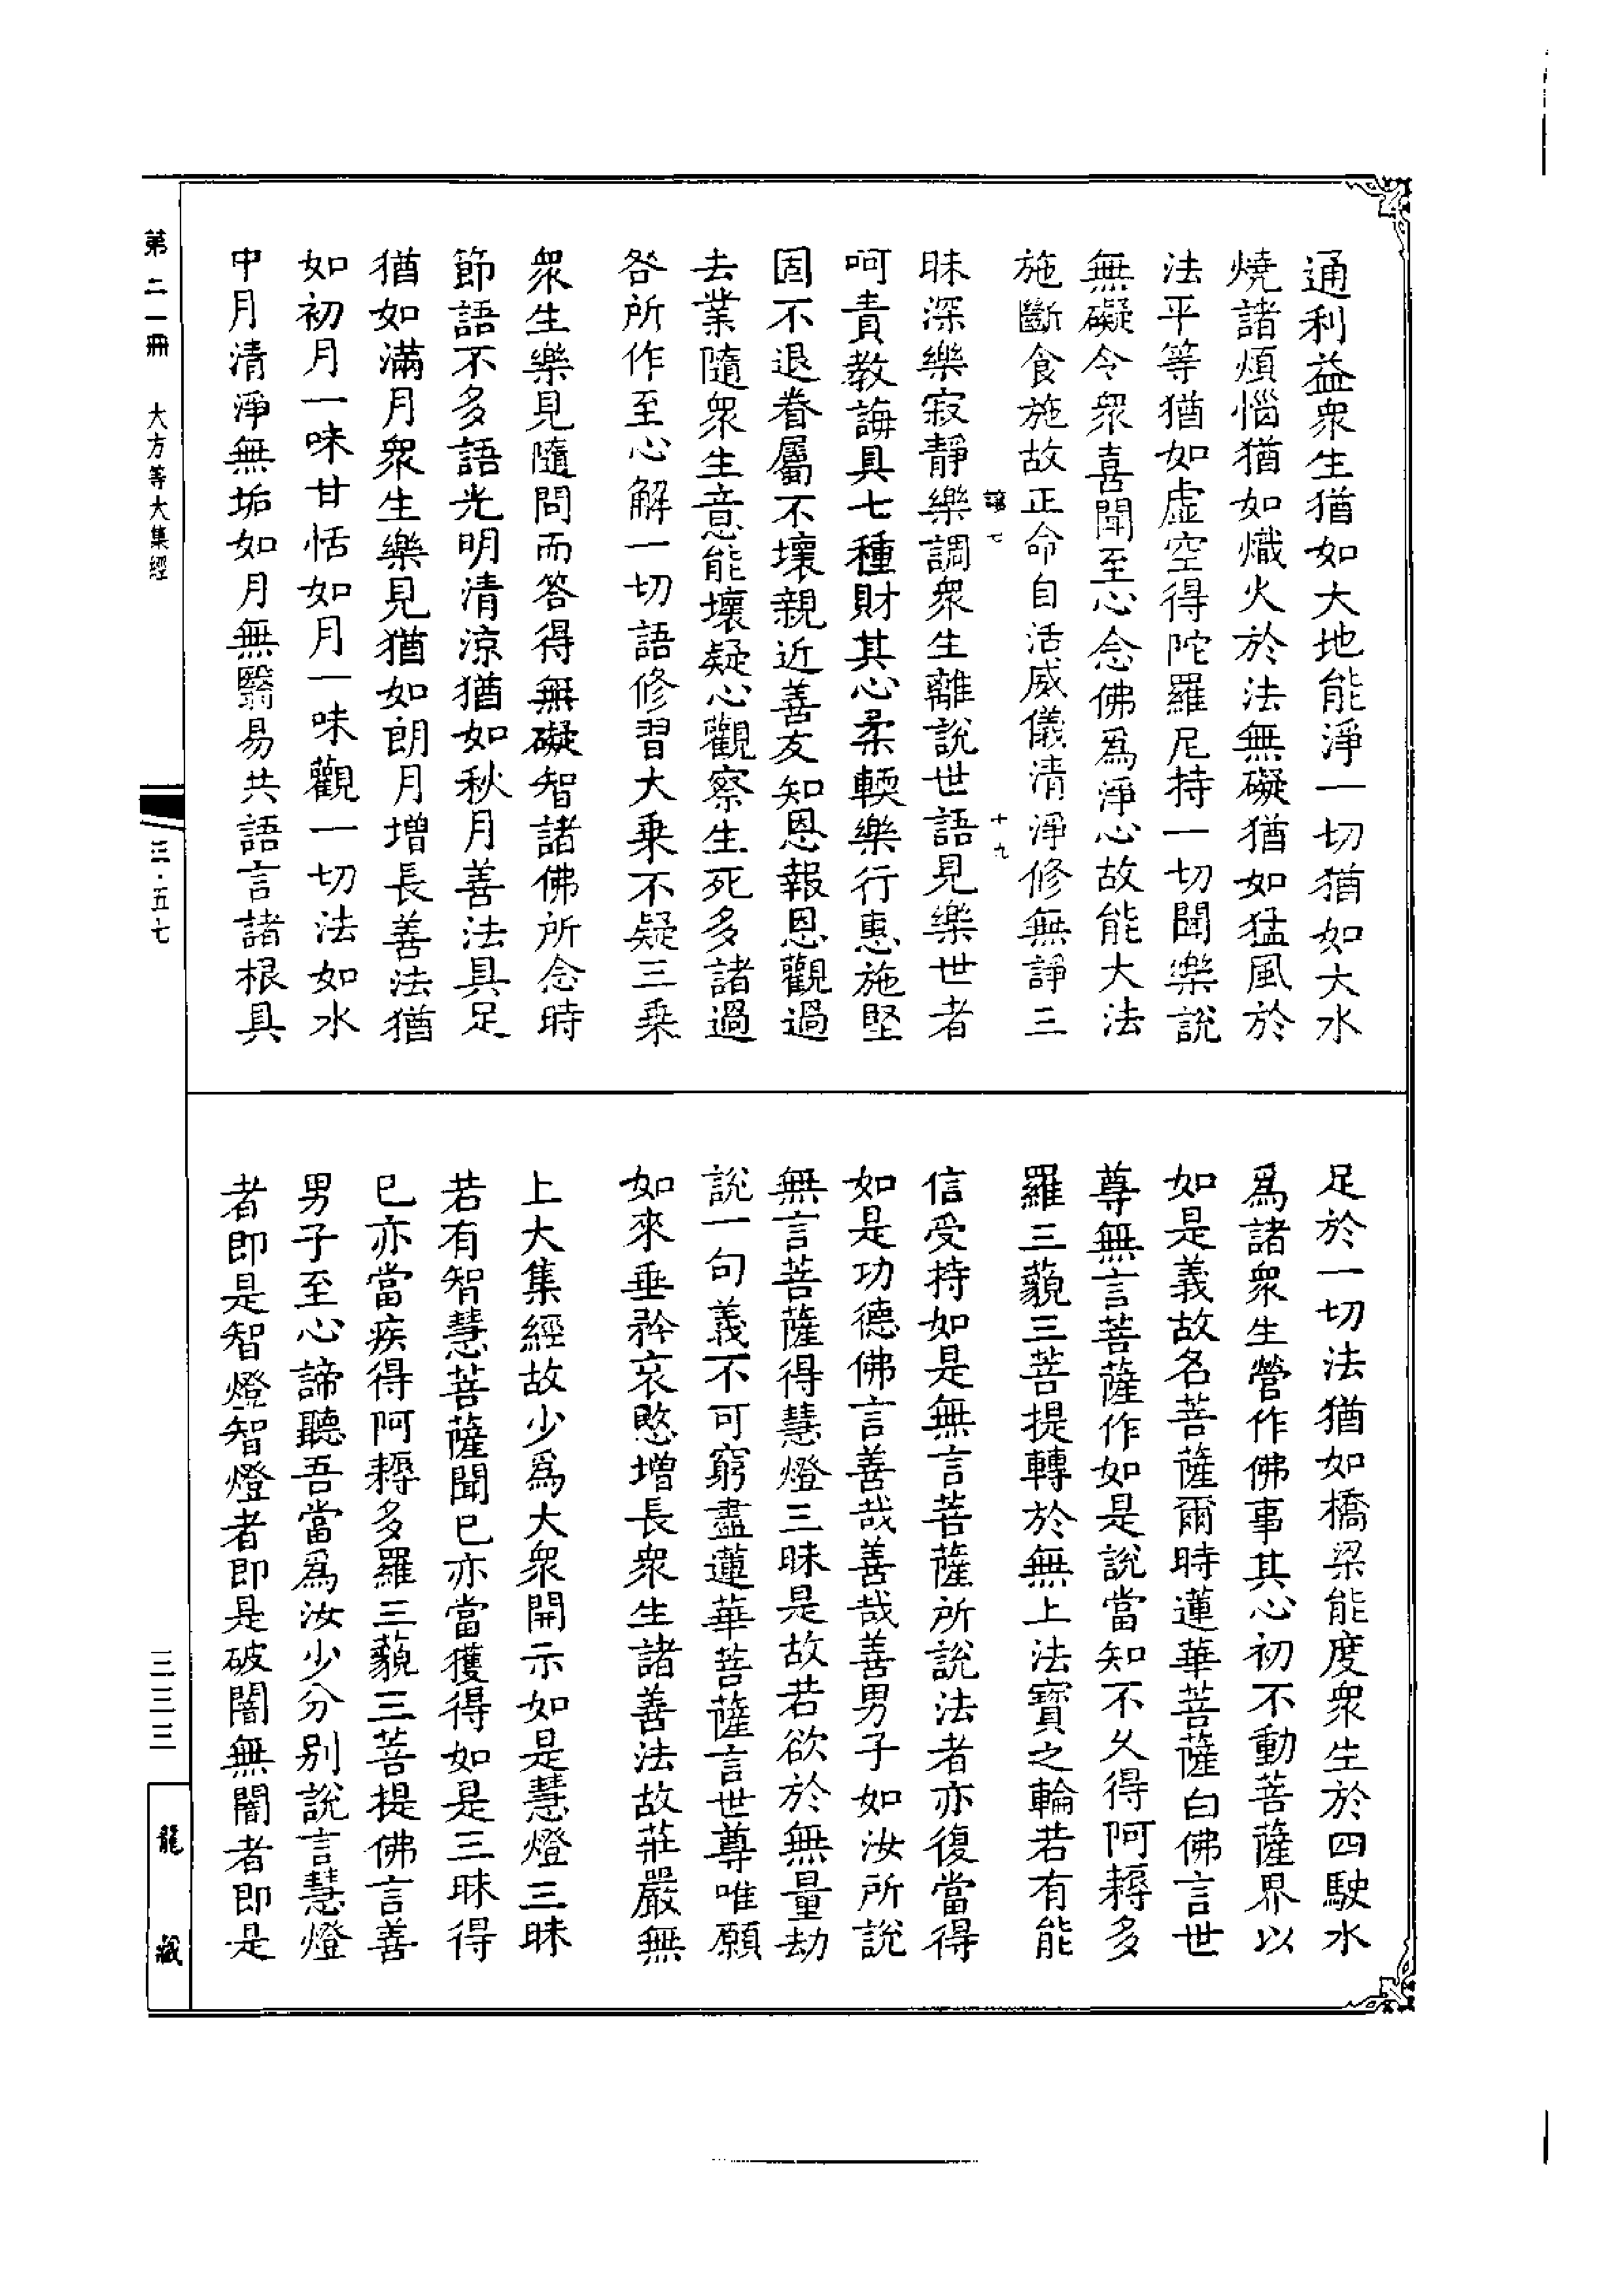 通利益衆生猶如大地能淨一切猶如大水
燒諸煩惱猶如熾火於法無礙猶如猛風於
法平等猶如虛空得陀羅尼持一切聞樂說
無礙令衆喜聞至心念佛爲淨心故能大法
施斷食施故正命自活威儀清淨修無諍三
十九
昧深樂寂靜樂調衆生離說世語見樂世者
呵責教誨具七種財其心柔輭樂行惠施堅
固不退眷屬不壞親近善友知恩報恩觀過
去業隨衆生意能壞疑心觀察生死多諸過
咎所作至心解一切語修習大乗不疑三乗
衆生樂見隨問而答得無礙智諸佛所念時
節語不多語光明清涼猶如秋月善法具足
猶如滿月衆生樂見猶如朗月增長善法猶
如初月一味甘恬如月一味觀一切法如水
中月清淨無垢如月無翳易共語言諸根具
足於一切法猶如橋梁能度衆生於四駛水
爲諸衆生營作佛事其心初不動菩薩界以
如是義故名菩薩爾時蓮華菩薩白佛言世
尊無言菩薩作如是說當知不久得阿耨多
羅三藐三菩提轉於無上法寶之輪若有能
信受持如是無言菩薩所說法者亦復當得
如是功德佛言善哉善哉善男子如汝所說
無言菩薩得慧燈三昧是故若欲於無量劫
說一句義不可窮盡蓮華菩薩言世尊唯願
如來垂矜哀愍增長衆生諸善法故莊嚴無
上大集經故少爲大衆開示如是慧燈三昧
若有智慧菩薩聞已亦當獲得如是三昧得
已亦當疾得阿耨多羅三藐三菩提佛言善
男子至心諦聽吾當爲汝少分別說言慧燈
者即是智燈智燈者即是破闇無闇者即是
第二一冊 大方等大集經
三·五七
三三三
龍藏